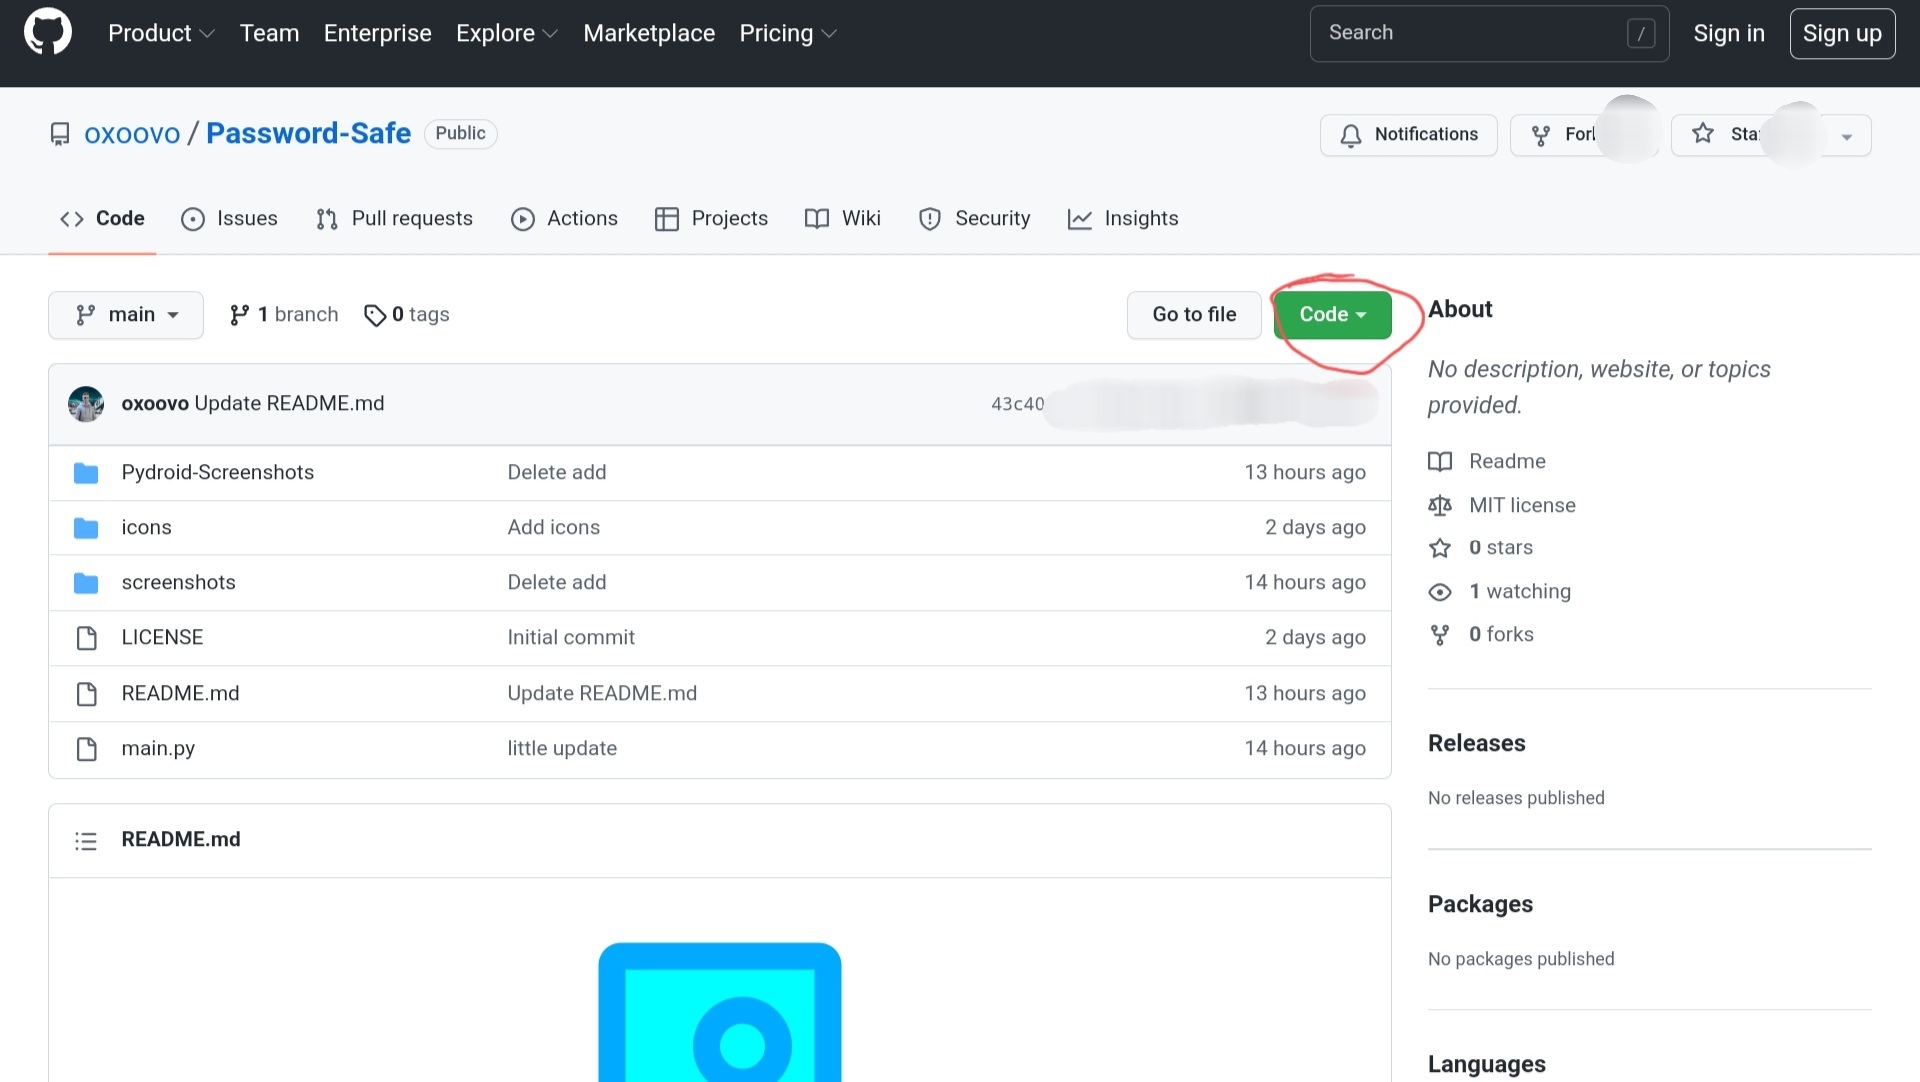 Product Team Enterprise Explore Marketplace Pricing Search / Sign in Sign up
oxoovo / Password-Safe Public Notifications
Code Issues Pull requests Actions Projects Wiki Security Insights
main 1 branch 0 tags Go to file Code
About
No description, website, or topics
provided.
oxoovo Update README.md 43c40
Pydroid-Screenshots Delete add 13 hours ago
icons Add icons 2 days ago
screenshots Delete add 14 hours ago
LICENSE Initial commit 2 days ago
README.md Update README.md 13 hours ago
main.py little update 14 hours ago
Readme
MIT license
0 stars
1 watching
0 forks
Releases
No releases published
Packages
No packages published
Languages
README.md